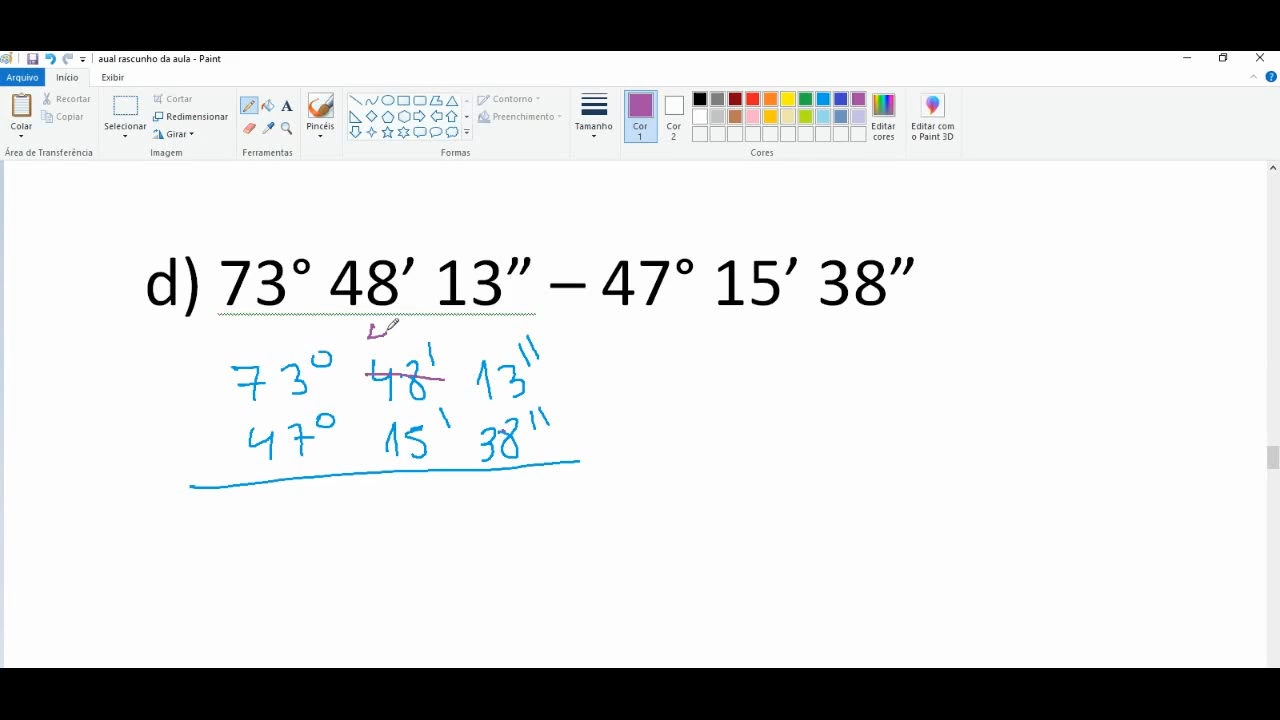 aual rascunho da aula - Paint
Arquivo Início Exibir
Colar
Recortar
Copiar
Área de Transferência
Selecionar
Cortar
Redimensionar
Girar
Imagem
A
Ferramentas
Pincéis
Contorno
Preenchimento
Formas
Tamanho
Cor 1
Cor 2
Editar cores
Cores
Editar com o Paint 3D
d) 73° 48’ 13” – 47° 15’ 38”
73° 48' 13''
47° 15' 38''